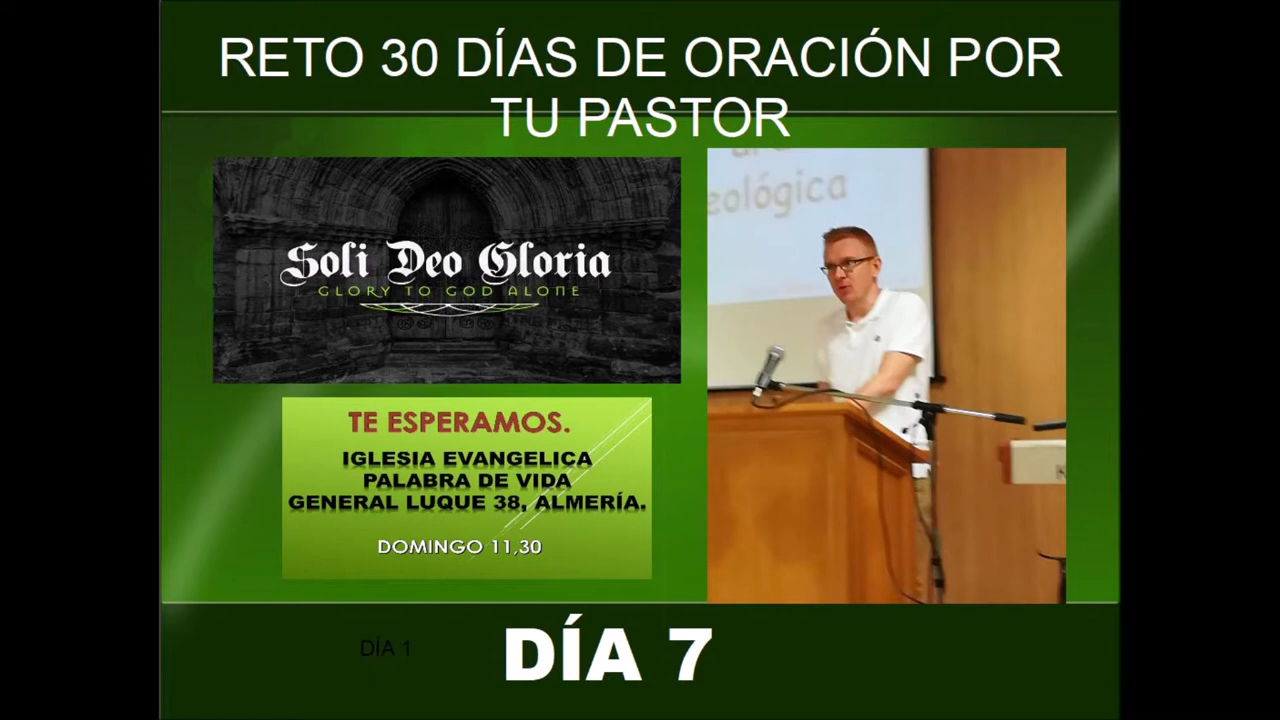 RETO 30 DÍAS DE ORACIÓN POR
TU PASTOR
eológica
Soli Deo Gloria
GLORY TO GOD ALONE
TE ESPERAMOS.
IGLESIA EVANGELICA
PALABRA DE VIDA
GENERAL LUQUE 38, ALMERÍA.
DOMINGO 11,30
DÍA 1
DÍA 7